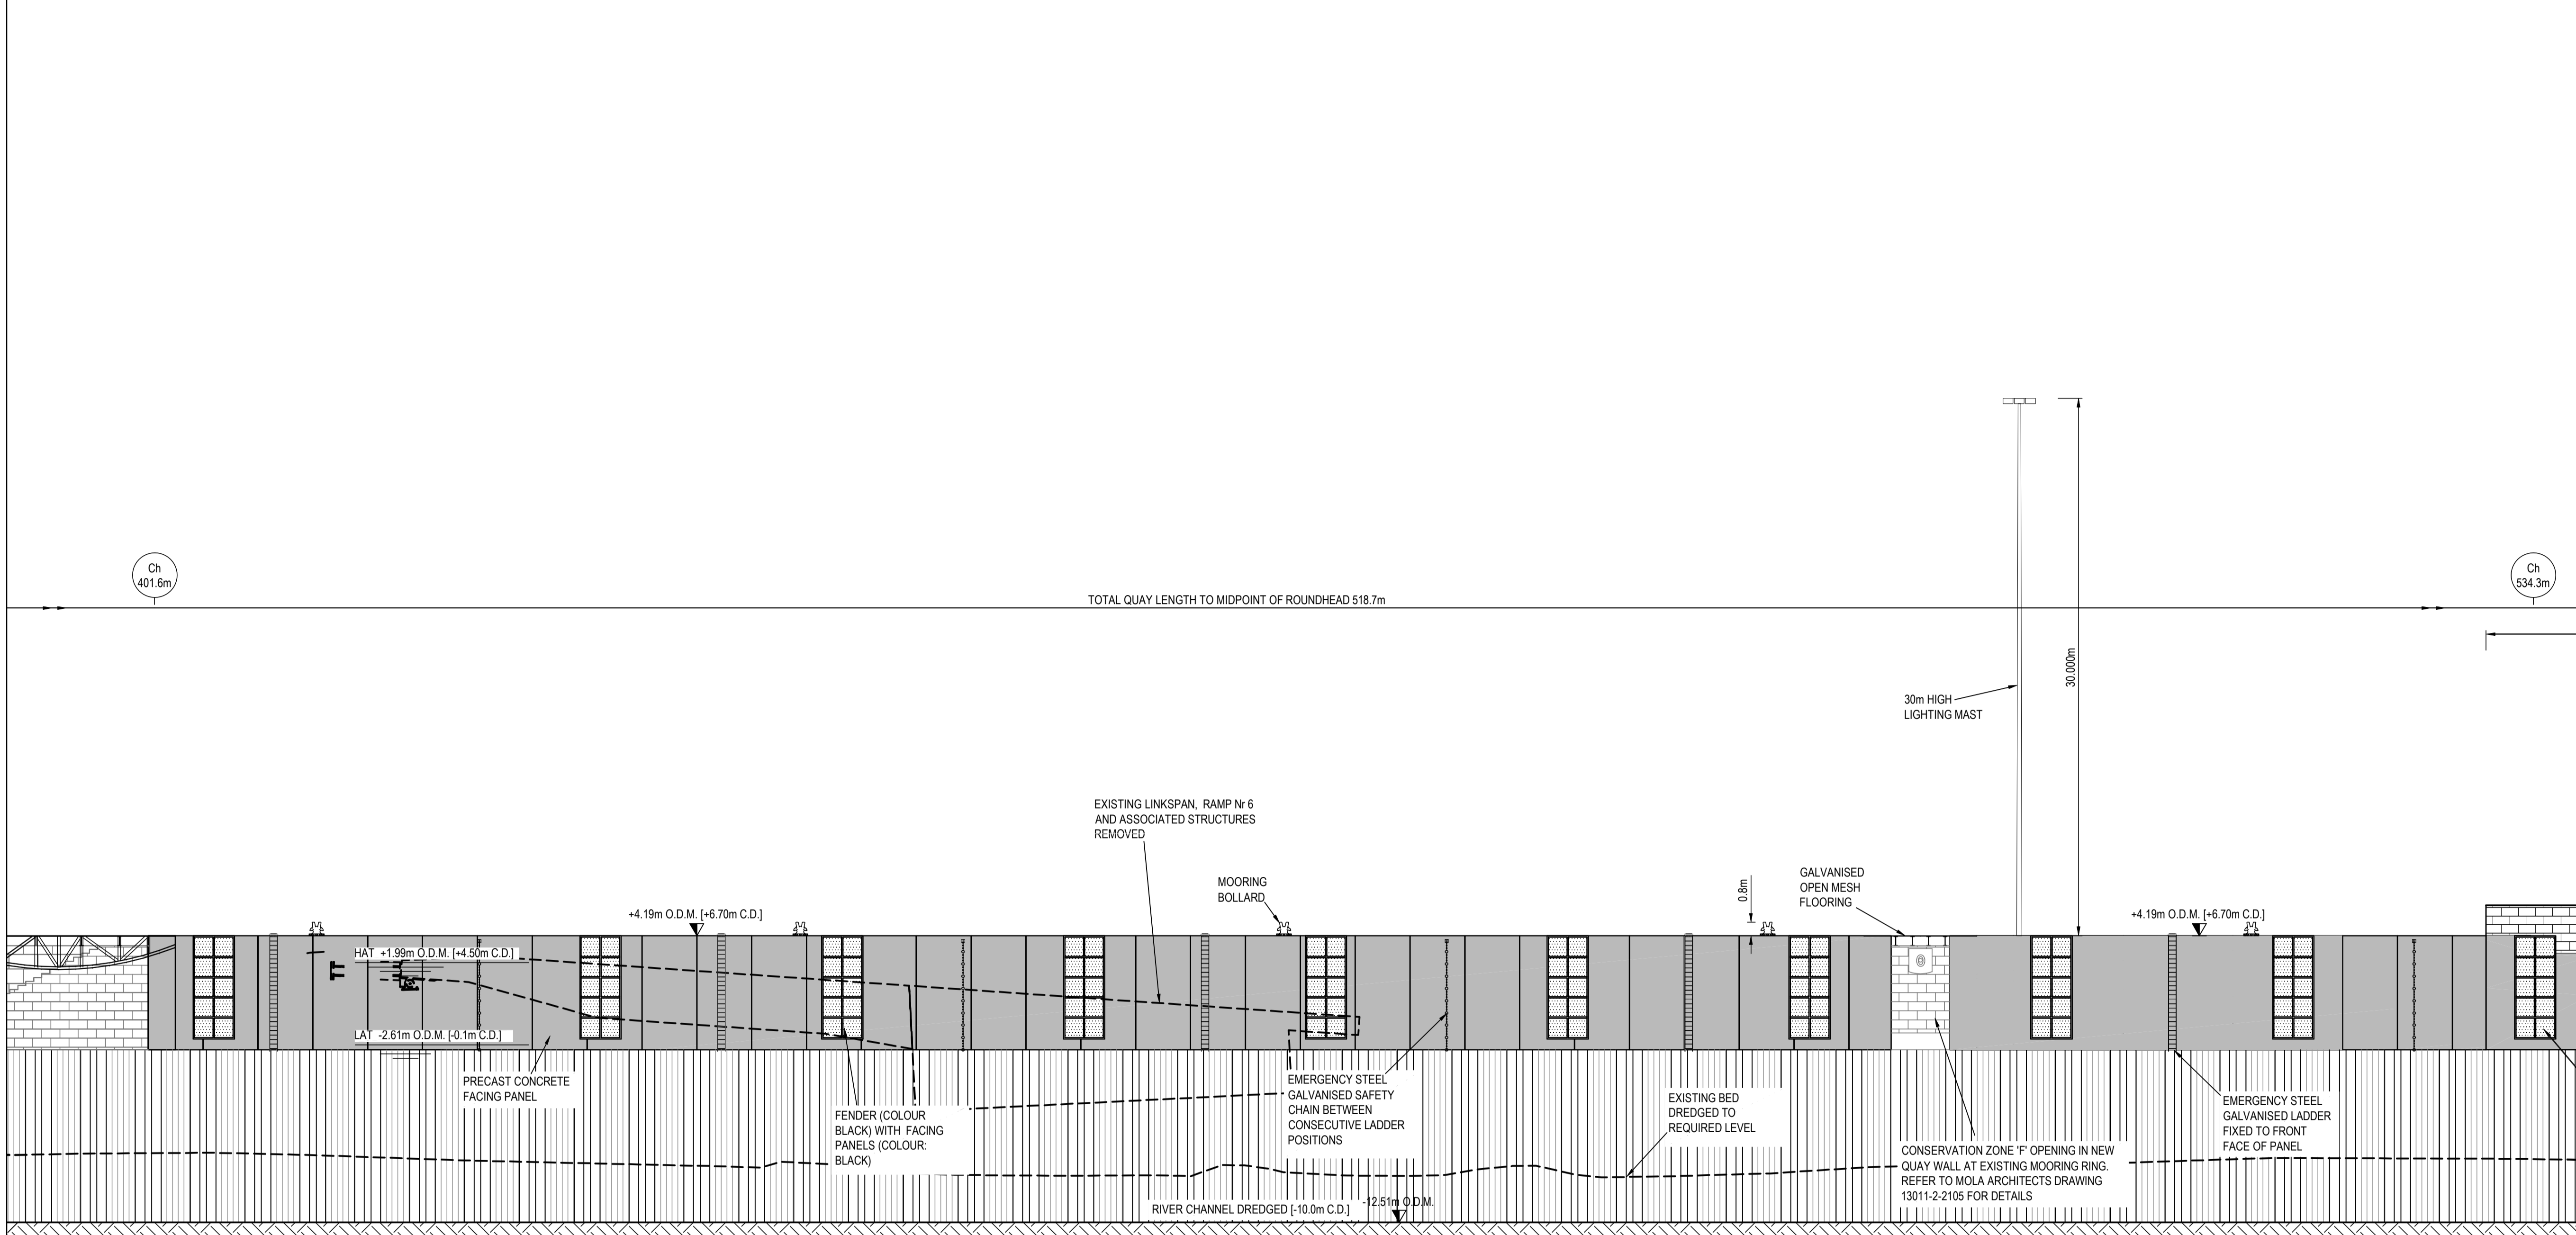 Ch
401.6m
Ch
534.3m
TOTAL QUAY LENGTH TO MIDPOINT OF ROUNDHEAD 518.7m
30.000m
30m HIGH
LIGHTING MAST
EXISTING LINKSPAN, RAMP Nr 6
AND ASSOCIATED STRUCTURES
REMOVED
MOORING
BOLLARD
0.8m
GALVANISED
OPEN MESH
FLOORING
+4.19m O.D.M. [+6.70m C.D.]
+4.19m O.D.M. [+6.70m C.D.]
HAT +1.99m O.D.M. [+4.50m C.D.]
LAT -2.61m O.D.M. [-0.1m C.D.]
PRECAST CONCRETE
FACING PANEL
FENDER (COLOUR
BLACK) WITH FACING
PANELS (COLOUR:
BLACK)
EMERGENCY STEEL
GALVANISED SAFETY
CHAIN BETWEEN
CONSECUTIVE LADDER
POSITIONS
EXISTING BED
DREDGED TO
REQUIRED LEVEL
CONSERVATION ZONE 'F' OPENING IN NEW
QUAY WALL AT EXISTING MOORING RING.
REFER TO MOLA ARCHITECTS DRAWING
13011-2-2105 FOR DETAILS
EMERGENCY STEEL
GALVANISED LADDER
FIXED TO FRONT
FACE OF PANEL
RIVER CHANNEL DREDGED [-10.0m C.D.]
-12.51m O.D.M.